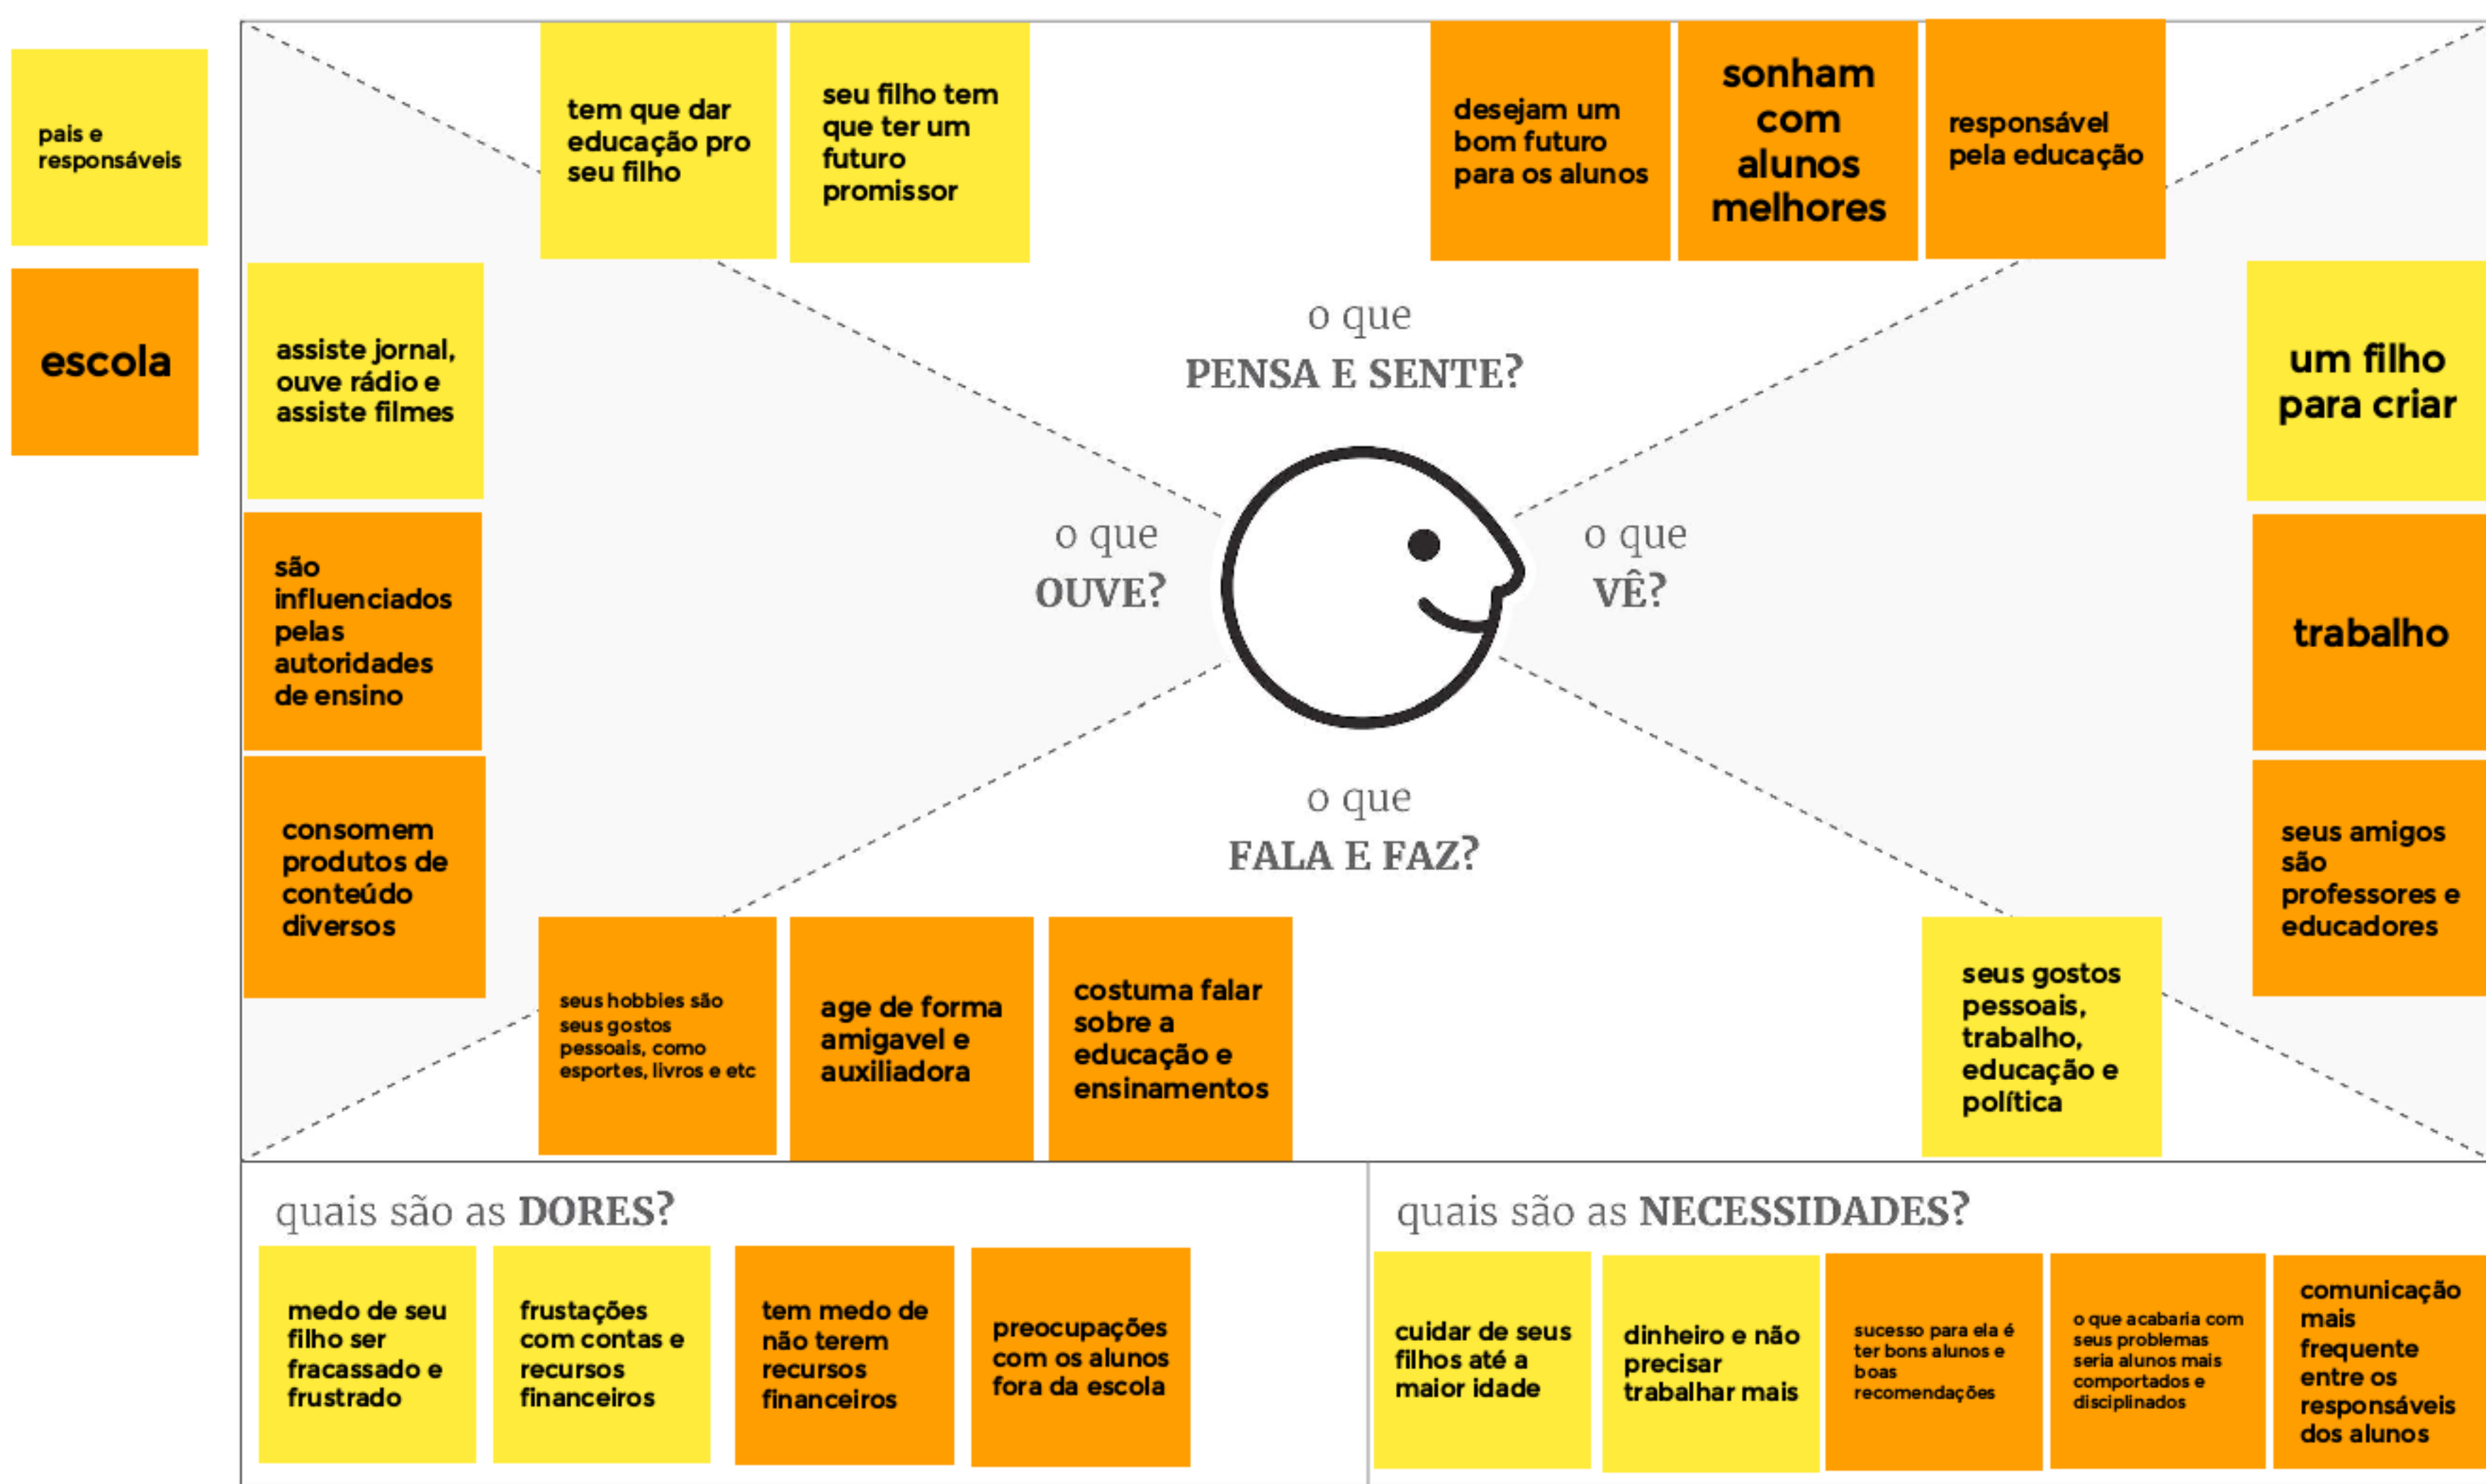 pais e
responsáveis
escola
tem que dar
educação pro
seu filho
seu filho tem
que ter um
futuro
promissor
desejam um
bom futuro
para os alunos
sonham
com
alunos
melhores
responsável
pela educação
o que
PENSA E SENTE?
assiste jornal,
ouve rádio e
assiste filmes
são
influenciados
pelas
autoridades
de ensino
consomem
produtos de
conteúdo
diversos
o que
OUVE?
o que
VÊ?
um filho
para criar
trabalho
seus amigos
são
professores e
educadores
o que
FALA E FAZ?
seus hobbies são
seus gostos
pessoais, como
esportes, livros e etc
age de forma
amigavel e
auxiliadora
costuma falar
sobre a
educação e
ensinamentos
seus gostos
pessoais,
trabalho,
educação e
política
quais são as DORES?
medo de seu
filho ser
fracassado e
frustrado
frustações
com contas e
recursos
financeiros
tem medo de
não terem
recursos
financeiros
preocupações
com os alunos
fora da escola
quais são as NECESSIDADES?
cuidar de seus
filhos até a
maior idade
dinheiro e não
precisar
trabalhar mais
sucesso para ela é
ter bons alunos e
boas
recomendações
o que acabaria com
seus problemas
seria alunos mais
comportados e
disciplinados
comunicação
mais
frequente
entre os
responsáveis
dos alunos